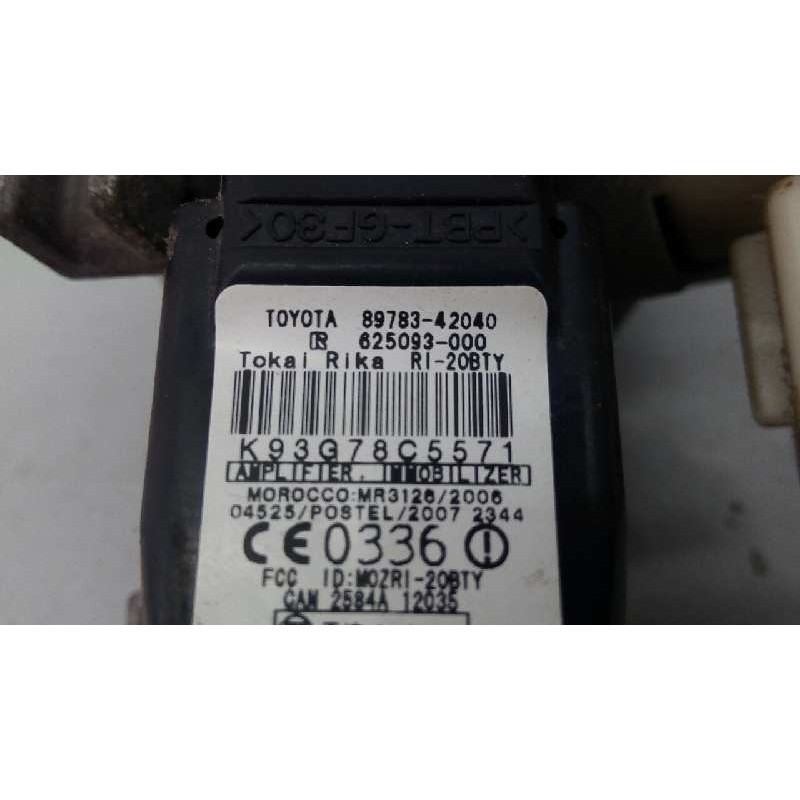 >PBT-GF30<
TOYOTA 89783-42040
R 625093-000
Tokai Rika RI-20BTY
K93G78C5571
AMPLIFIER, IMMOBILIZER
MOROCCO:MR3128/2006
04525/POSTEL/2007 2344
CE0336
FCC ID:MOZRI-20BTY
CAN 2584A 12035